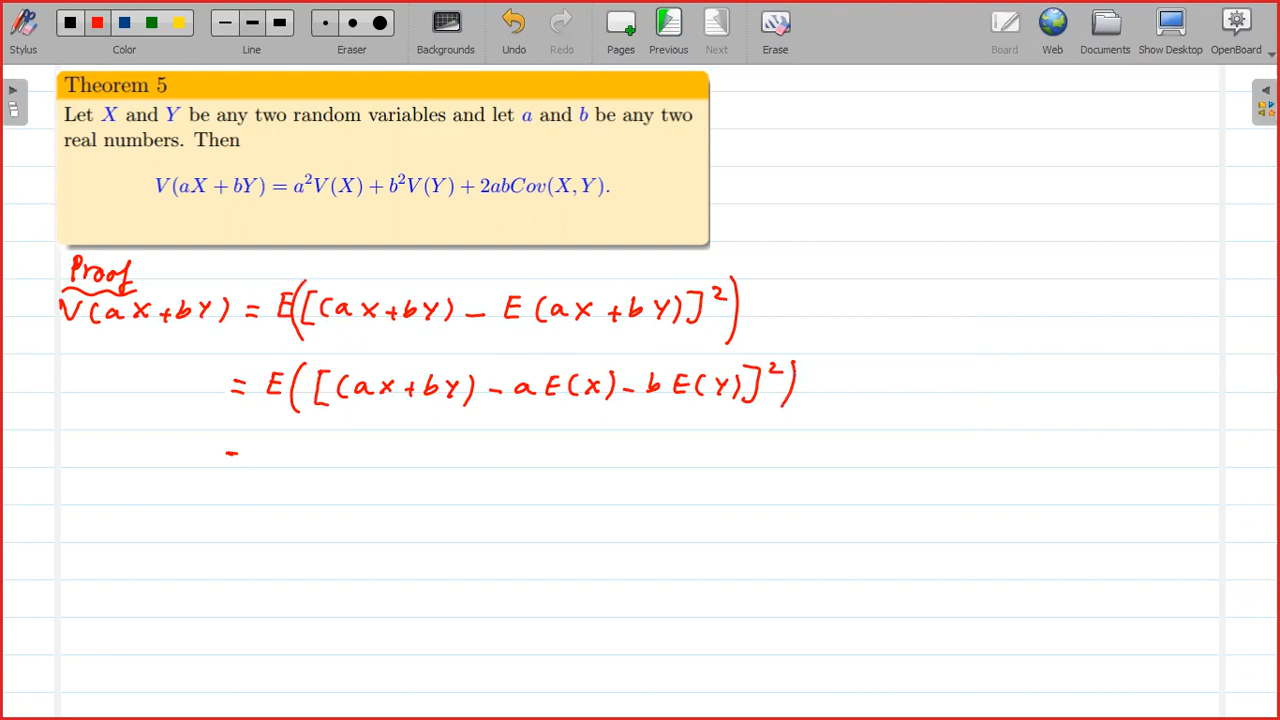 Stylus Color Line Eraser Backgrounds Undo Redo Pages Previous Next Erase Board Web Documents Show Desktop OpenBoard
Theorem 5
Let X and Y be any two random variables and let a and b be any two
real numbers. Then
V(aX + bY) = a²V(X) + b²V(Y) + 2abCov(X, Y).
Proof
V(aX+bY) = E([(aX+bY) - E(aX+bY)]²)
= E([(aX+bY) - aE(X) - bE(Y)]²)
-